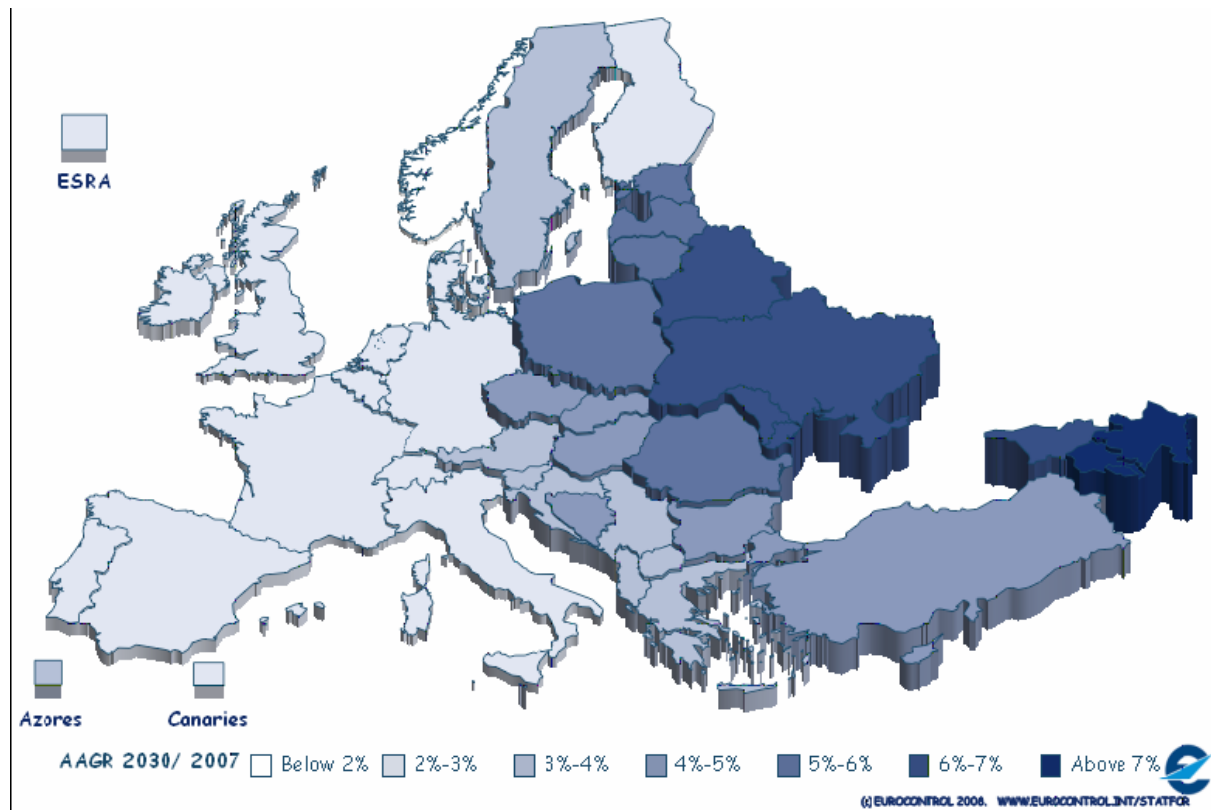 ESRA
Azores
Canaries
AAGR 2030/ 2007 Below 2% 2%-3% 3%-4% 4%-5% 5%-6% 6%-7% Above 7%
(c) EUROCONTROL 2008. WWW.EUROCONTROL.INT/STATFOR